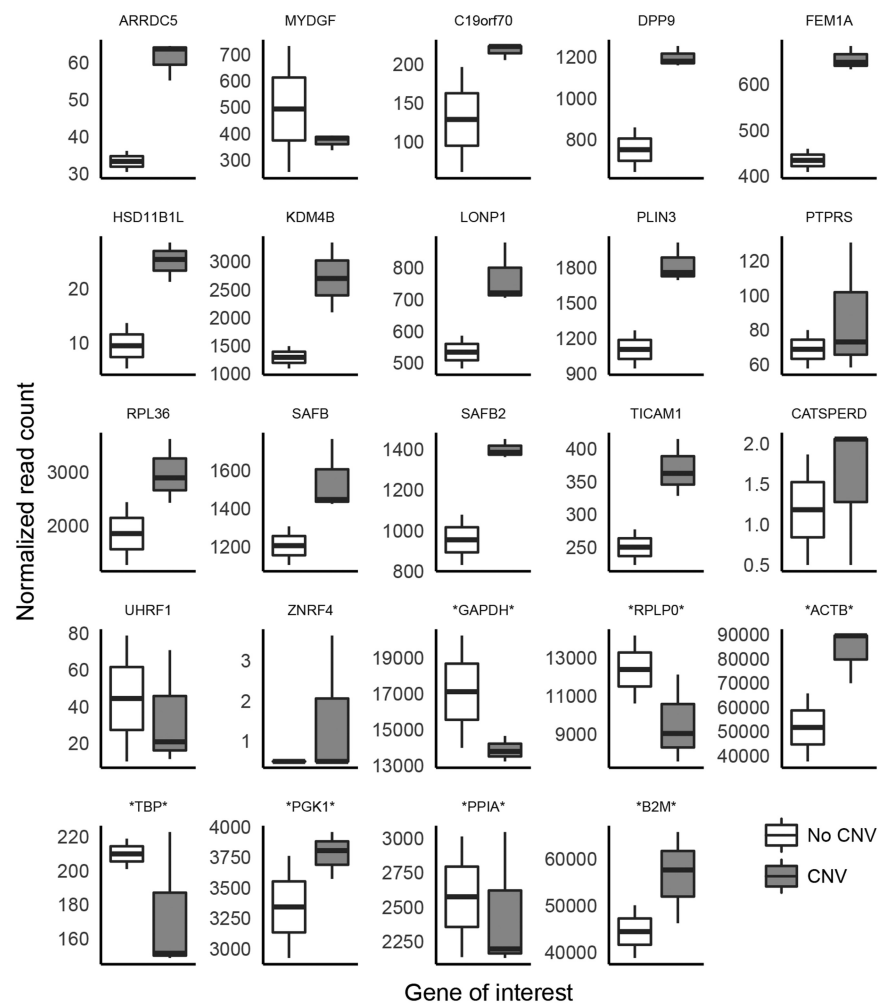 ARRDC5 MYDGF C19orf70 DPP9 FEM1A
60 50 40 30
700 600 500 400 300
200 150 100
1200 1000 800
600 500 400
HSD11B1L KDM4B LONP1 PLIN3 PTPRS
20 10
3000 2500 2000 1500 1000
800 700 600 500
1800 1500 1200 900
120 100 80 60
RPL36 SAFB SAFB2 TICAM1 CATSPERD
3000 2000
1600 1400 1200
1400 1200 1000 800
400 350 300 250
2.0 1.5 1.0 0.5
UHRF1 ZNRF4 *GAPDH* *RPLP0* *ACTB*
80 60 40 20
3 2 1
19000 17000 15000 13000
13000 11000 9000
90000 80000 70000 60000 50000 40000
*TBP* *PGK1* *PPIA* *B2M*
220 200 180 160
4000 3750 3500 3250 3000
3000 2750 2500 2250
60000 50000 40000
No CNV
CNV
Normalized read count
Gene of interest